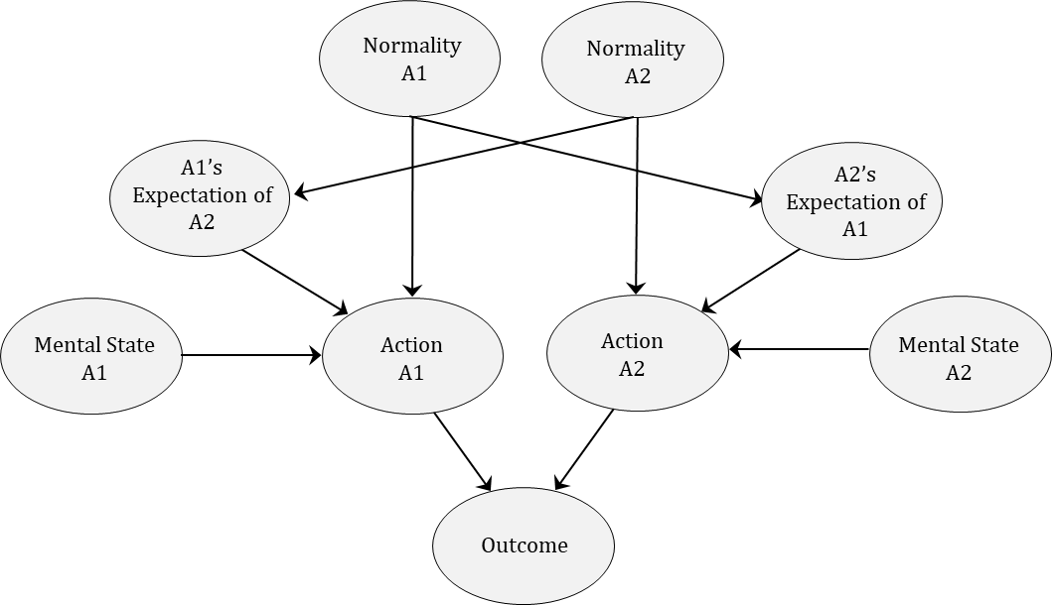 Normality
A1
Normality
A2
A1’s
Expectation of
A2
A2’s
Expectation of
A1
Mental State
A1
Action
A1
Action
A2
Mental State
A2
Outcome